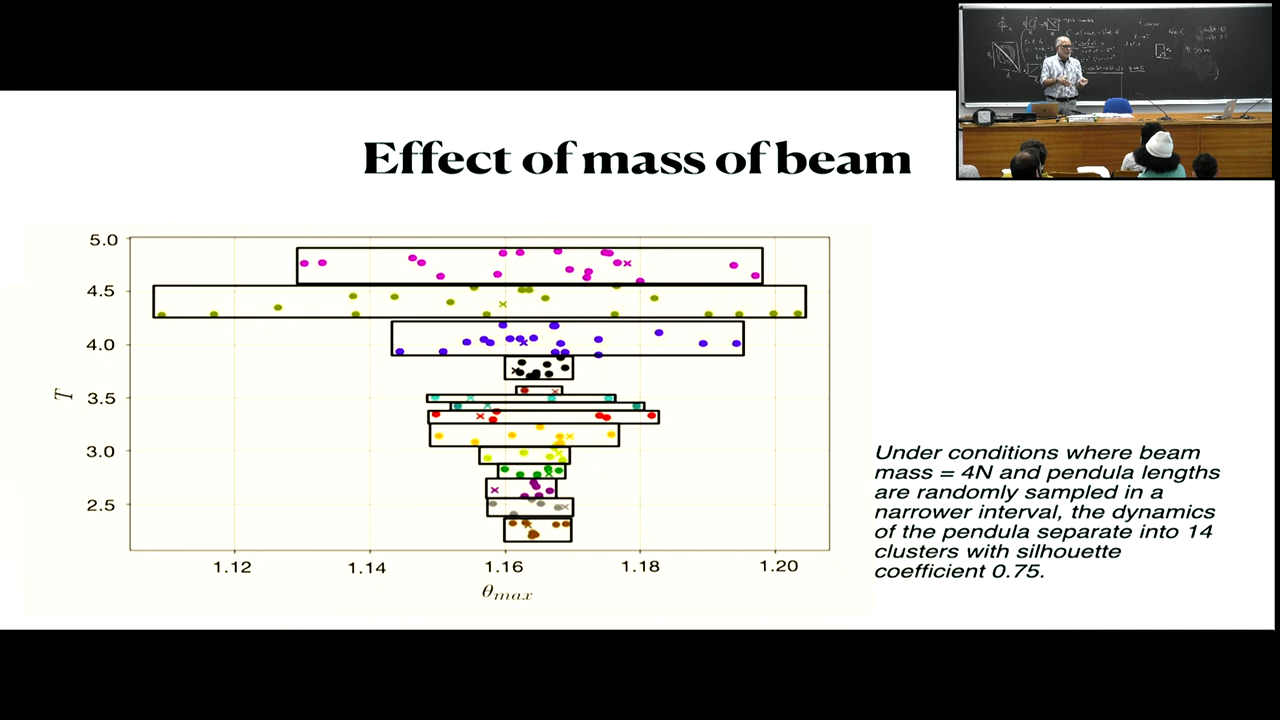 Effect of mass of beam
5.0
4.5
4.0
3.5
3.0
2.5
T
1.12 1.14 1.16 1.18 1.20
θmax
Under conditions where beam
mass = 4N and pendula lengths
are randomly sampled in a
narrower interval, the dynamics
of the pendula separate into 14
clusters with silhouette
coefficient 0.75.